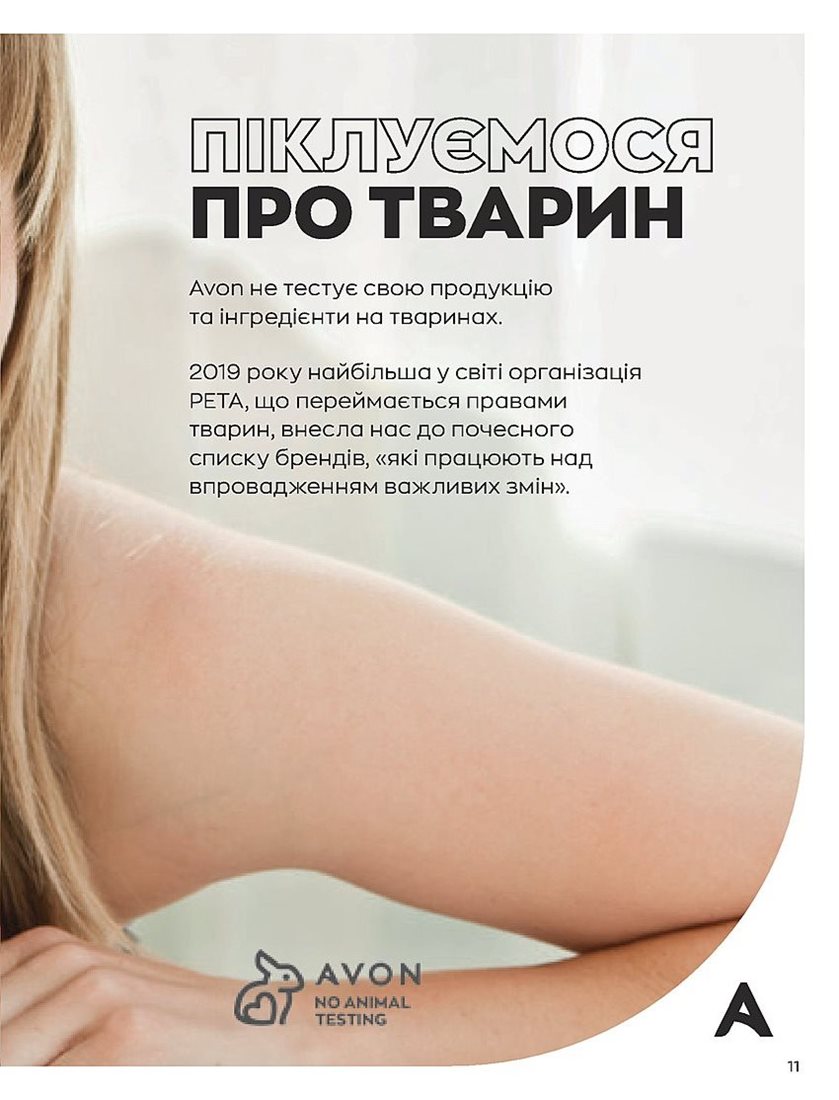 ПІКЛУЄМОСЯ
ПРО ТВАРИН
Avon не тестує свою продукцію
та інгредієнти на тваринах.
2019 року найбільша у світі організація
PETA, що переймається правами
тварин, внесла нас до почесного
списку брендів, «які працюють над
впровадженням важливих змін».
AVON
NO ANIMAL
TESTING
A
11